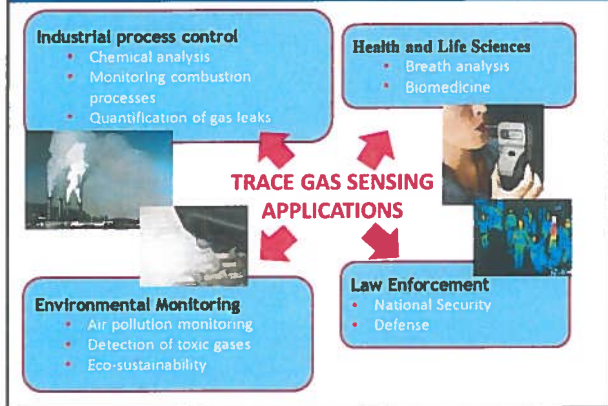 Industrial process control
• Chemical analysis
• Monitoring combustion
processes
• Quantification of gas leaks
Health and Life Sciences
• Breath analysis
• Biomedicine
TRACE GAS SENSING
APPLICATIONS
Environmental Monitoring
• Air pollution monitoring
• Detection of toxic gases
• Eco-sustainability
Law Enforcement
• National Security
• Defense